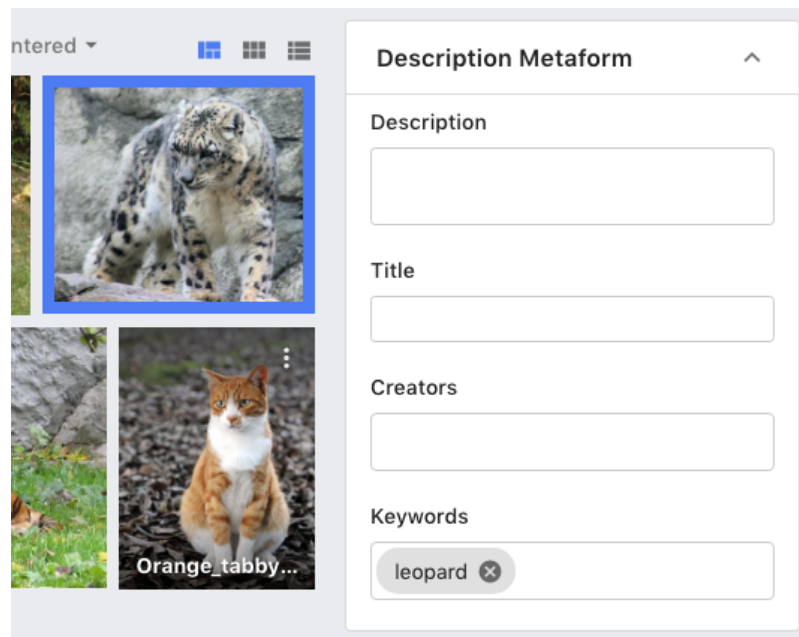 ntered
Description Metaform
Description
Title
Creators
Keywords
leopard
Orange_tabby...